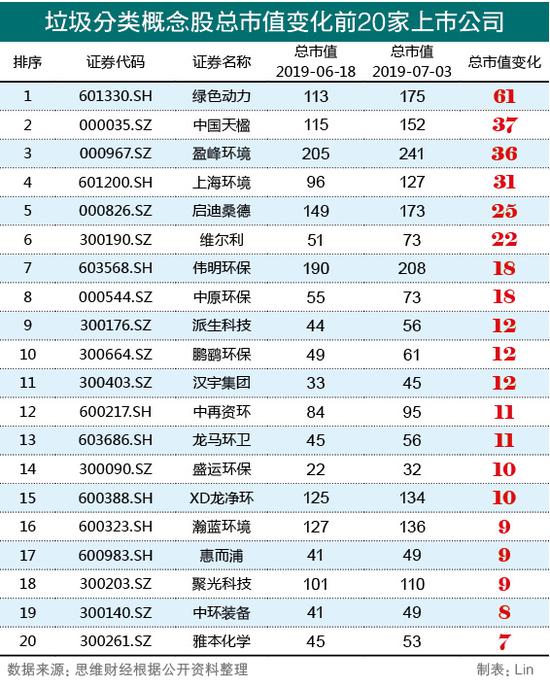 垃圾分类概念股总市值变化前20家上市公司
排序 证券代码 证券名称 总市值 2019-06-18 总市值 2019-07-03 总市值变化
1 601330.SH 绿色动力 113 175 61
2 000035.SZ 中国天楹 115 152 37
3 000967.SZ 盈峰环境 205 241 36
4 601200.SH 上海环境 96 127 31
5 000826.SZ 启迪桑德 149 173 25
6 300190.SZ 维尔利 51 73 22
7 603568.SH 伟明环保 190 208 18
8 000544.SZ 中原环保 55 73 18
9 300176.SZ 派生科技 44 56 12
10 300664.SZ 鹏鹞环保 49 61 12
11 300403.SZ 汉宇集团 33 45 12
12 600217.SH 中再资环 84 95 11
13 603686.SH 龙马环卫 45 56 11
14 300090.SZ 盛运环保 22 32 10
15 600388.SH XD龙净环 125 134 10
16 600323.SH 瀚蓝环境 127 136 9
17 600983.SH 惠而浦 41 49 9
18 300203.SZ 聚光科技 101 110 9
19 300140.SZ 中环装备 41 49 8
20 300261.SZ 雅本化学 45 53 7
数据来源：思维财经根据公开资料整理 制表：Lin